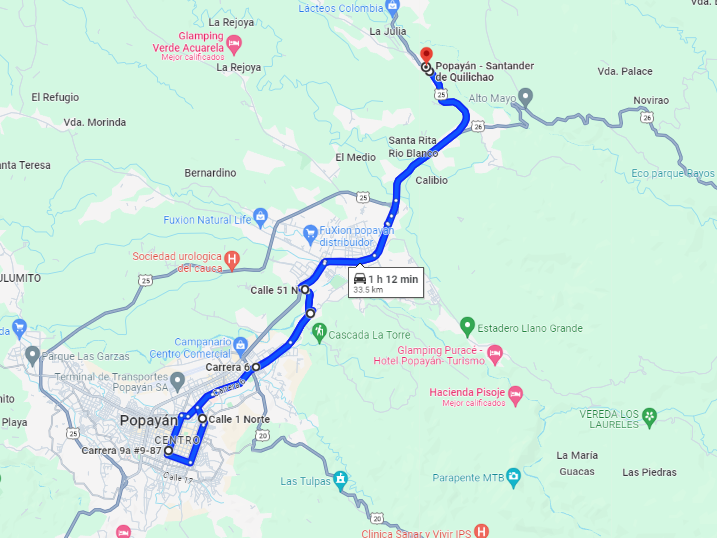 Lácteos Colombia
La Rejoya
La Julia
Glamping
Verde Acuarela
Mejor calificados
La Rejoya
Popayán - Santander
de Quilichao
Vda. Palace
25
Alto Mayo
El Refugio
Novirao
26
Vda. Morinda
26
Santa Rita
Rio Blanco
El Medio
anta Teresa
Bernardino
Calibio
Eco parque Rayos
25
Fuxion Natural Life
FuXion popayán
distribuidor
Sociedad urologica
del cauca
ULUMITO
25
1 h 12 min
33.5 km
Calle 51 N
Cascada La Torre
Estadero Llano Grande
Campanario
Centro Comercial
Parque Las Garzas
Glamping Puracé -
Hotel Popayán- Turismo
Carrera 6
Terminal de Transportes
Popayán SA
Carrera 6
Hacienda Pisoje
Mejor calificados
Playa
Popayán
Calle 1 Norte
VEREDA LOS
LAURELES
25
CENTRO
20
Carrera 9a #9-87
La María
Guacas
Las Piedras
Calle 17
Las Tulpas
Parapente MTB
Clinica Sanar y Vivir IPS